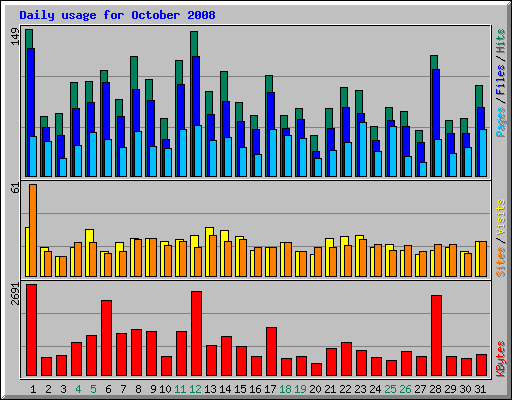 Daily usage for October 2008
149
Pages / Files / Hits
61
Sites / Visits
2691
KBytes
1 2 3 4 5 6 7 8 9 10 11 12 13 14 15 16 17 18 19 20 21 22 23 24 25 26 27 28 29 30 31